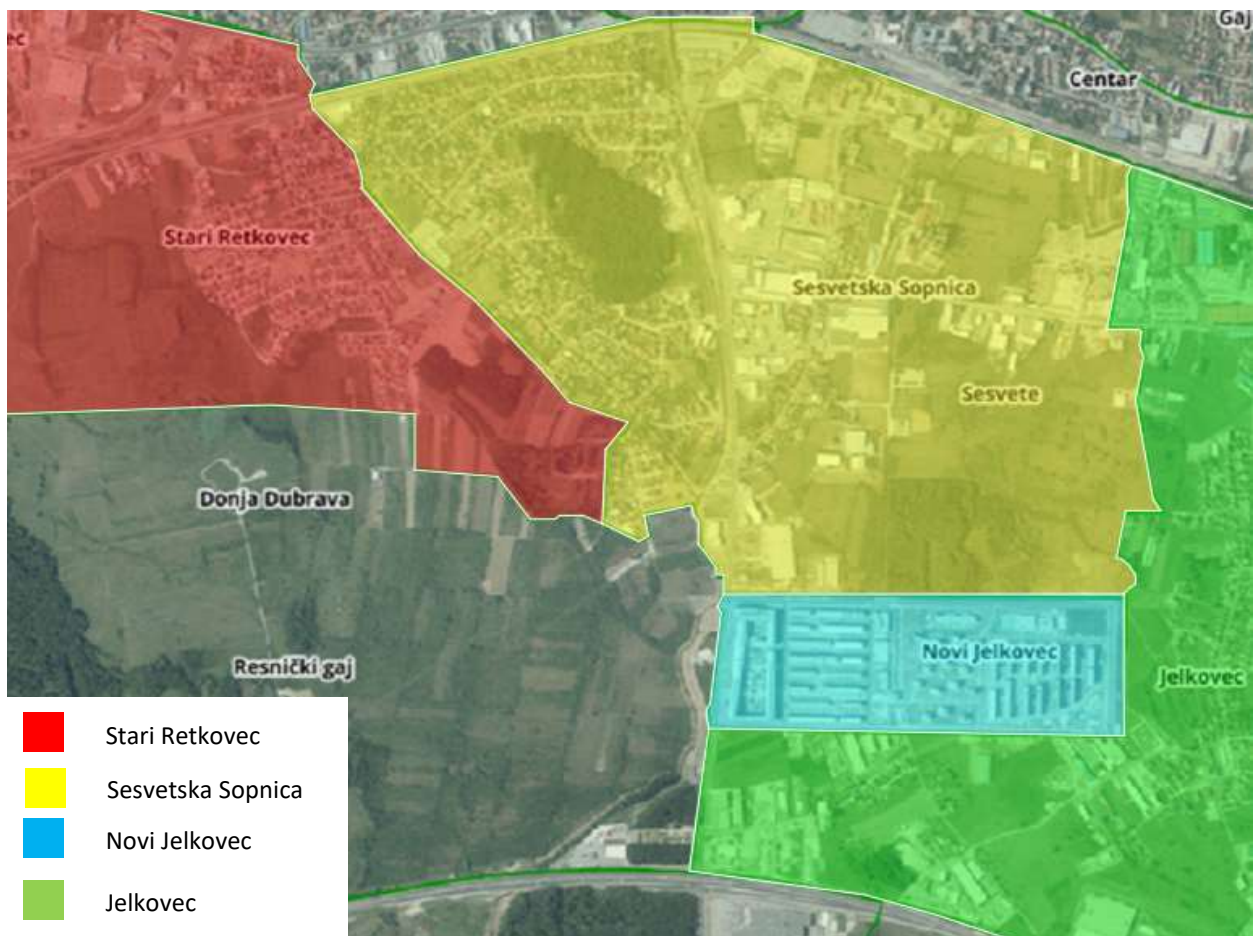 Gaj
ec
Centar
Stari Retkovec
Sesvetska Sopnica
Sesvete
Donja Dubrava
Novi Jelkovec
Resnički gaj
Jelkovec
Stari Retkovec
Sesvetska Sopnica
Novi Jelkovec
Jelkovec